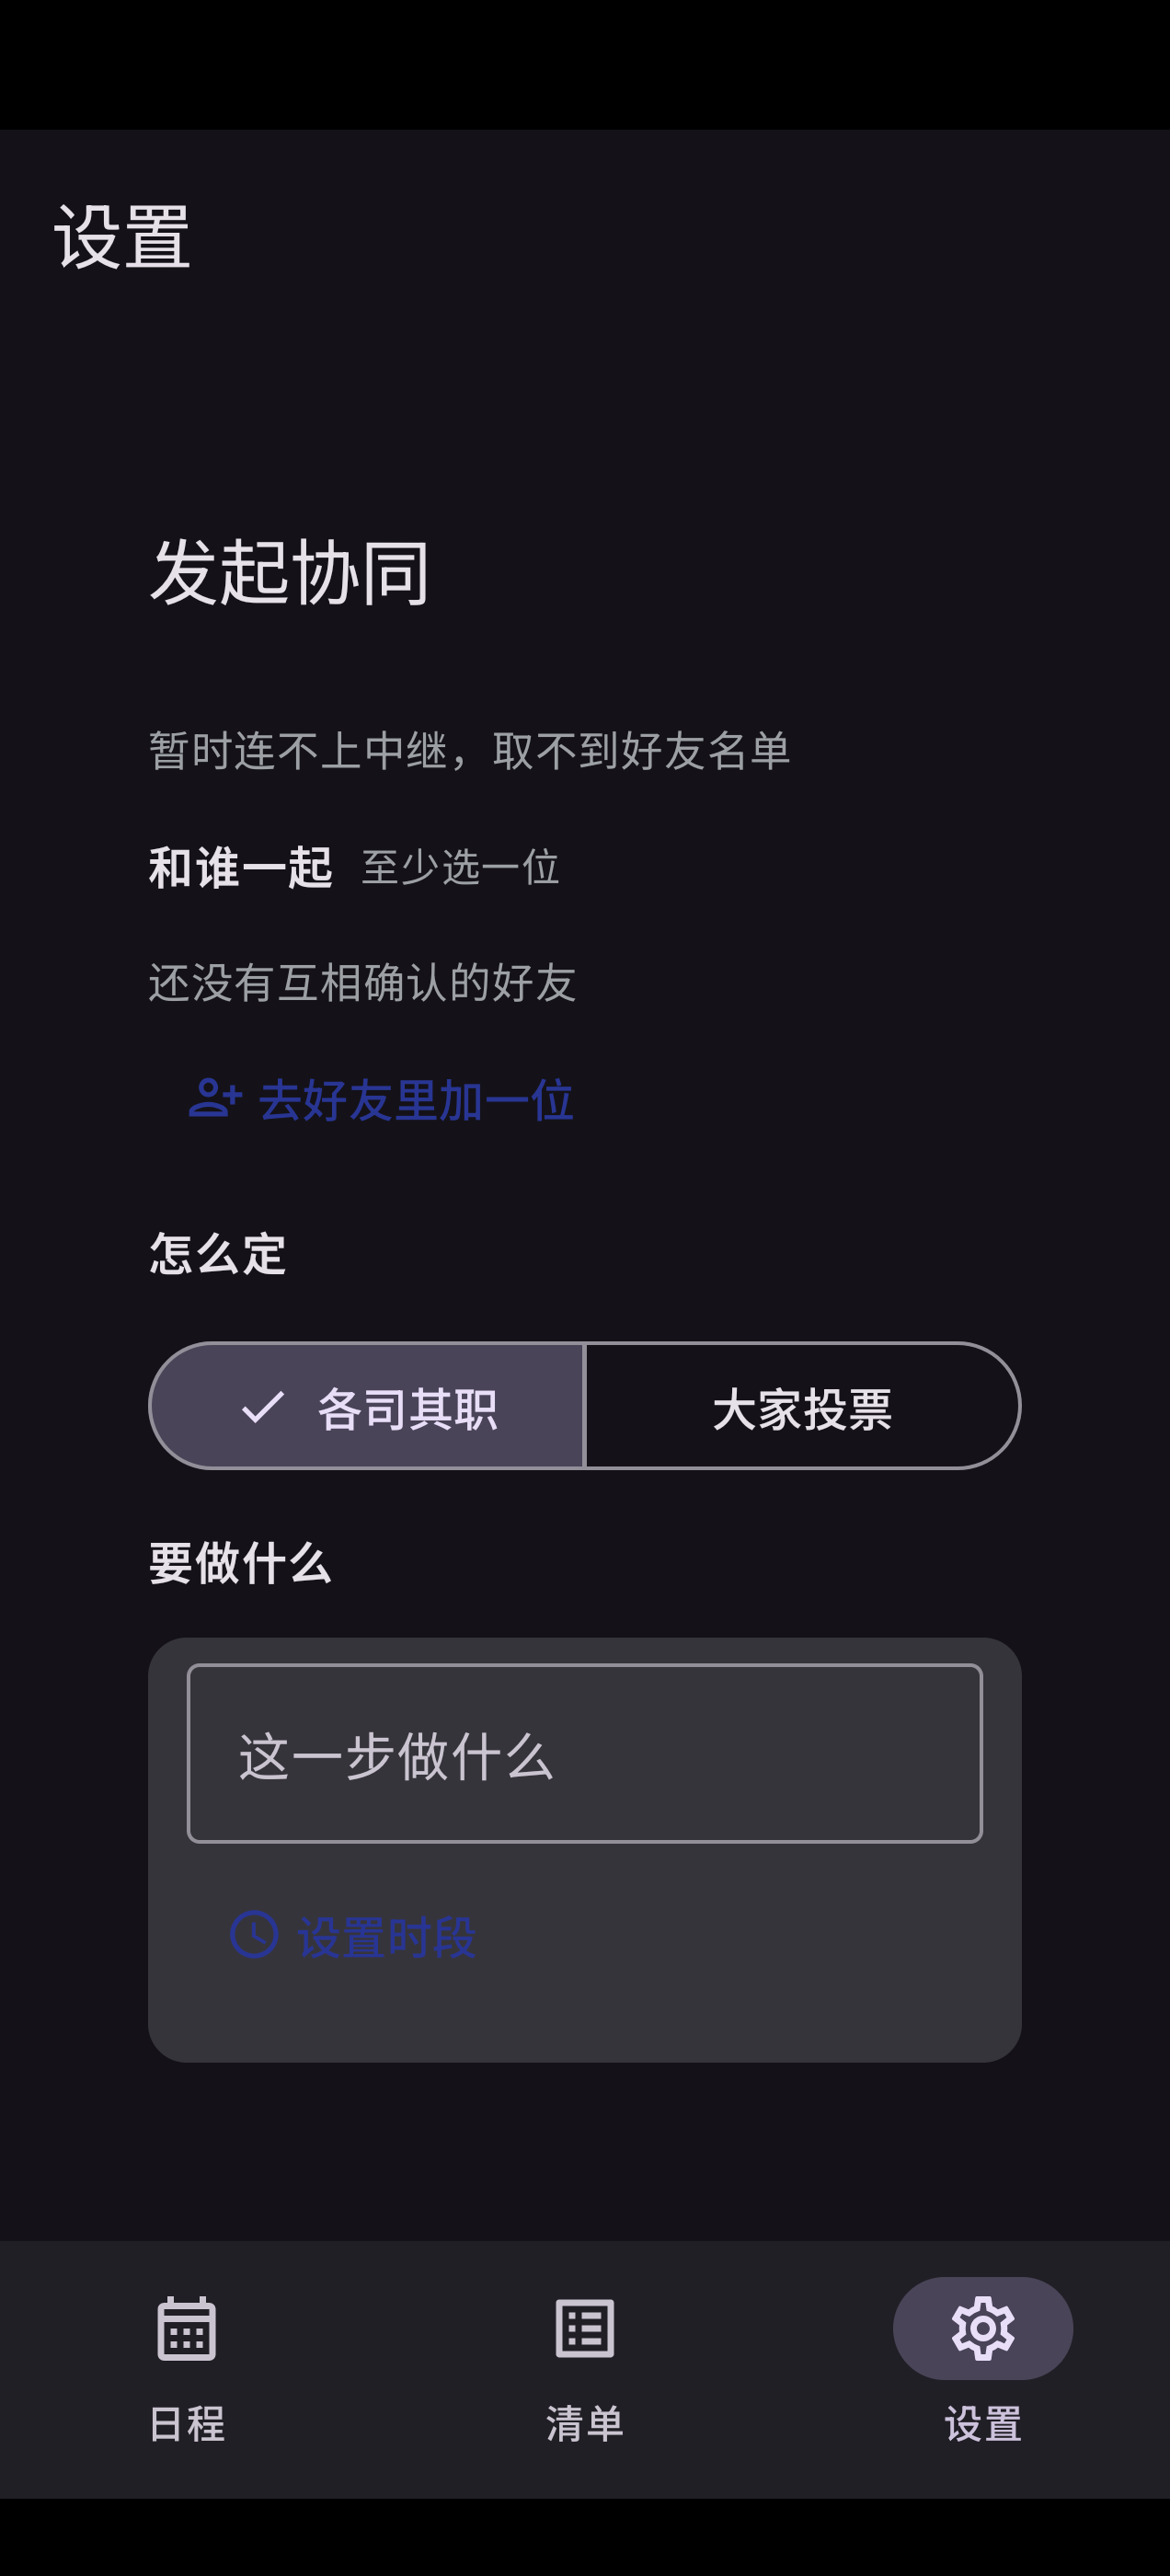 设置
发起协同
暂时连不上中继，取不到好友名单
和谁一起 至少选一位
还没有互相确认的好友
去好友里加一位
怎么定
各司其职 大家投票
要做什么
这一步做什么
设置时段
日程 清单 设置